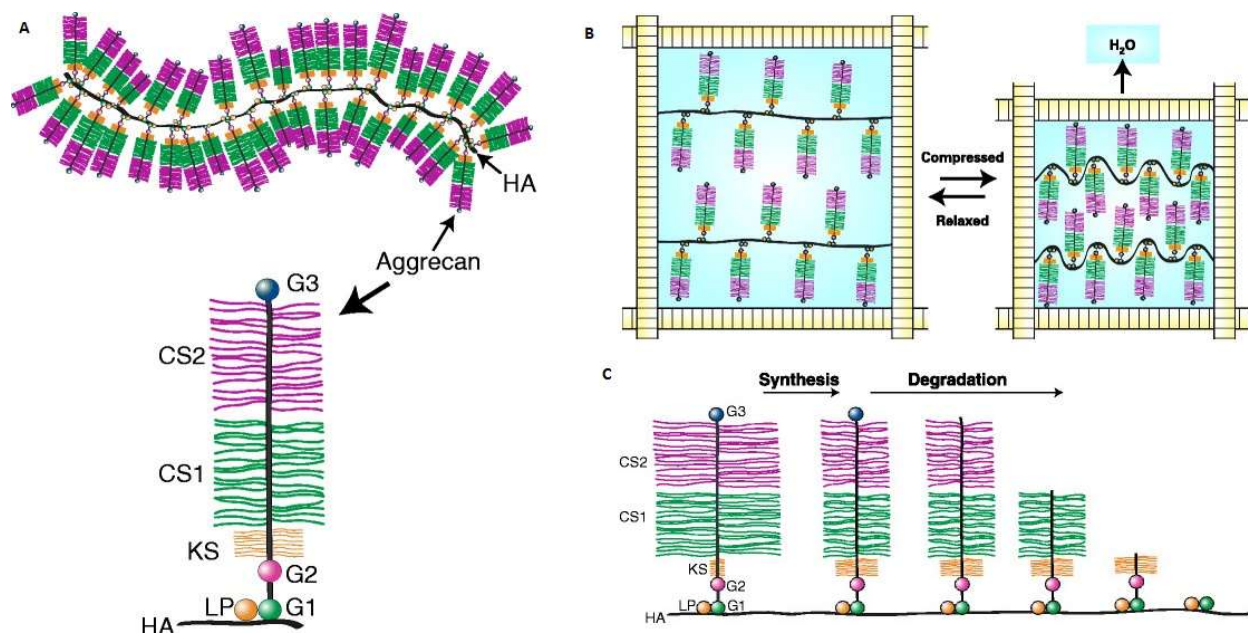 A
HA
Aggrecan
G3
CS2
CS1
KS
G2
LP
G1
HA
B
H₂O
Compressed
Relaxed
C
Synthesis
Degradation
G3
CS2
CS1
KS
G2
LP
G1
HA